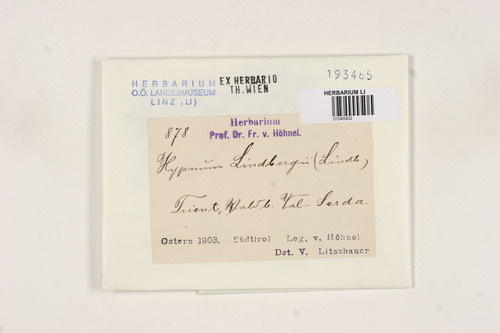 HERBARIUM
O.Ö. LANDESMUSEUM
LINZ (LI)
EX HERBARIO
TH. WIEN
193465
HERBARIUM LI
Herbarium
Prof. Dr. Fr. v. Höhnel.
878
Hypnum Lindbergii (Lindb.)
Trient, Val Sorda
Ostern 1903. Südtirol Leg. v. Höhnel
Det. V. Litschauer